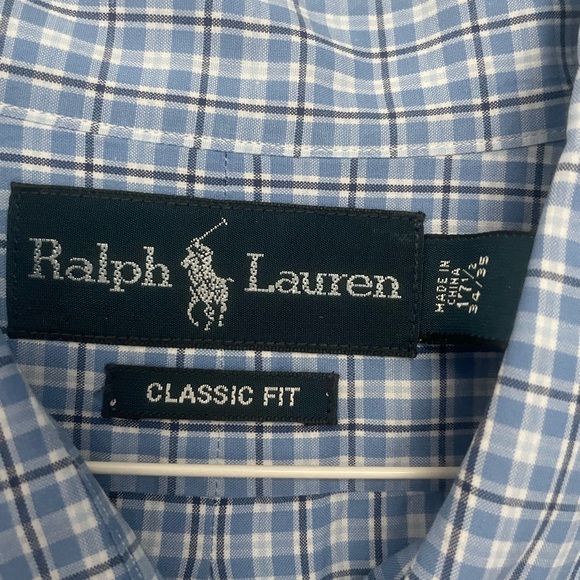 Ralph Lauren
MADE IN
CHINA
17 1/2
34/35
CLASSIC FIT